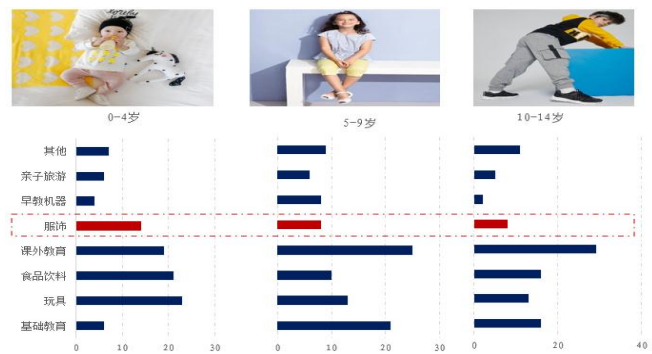 0-4岁
5-9岁
10-14岁
其他
亲子旅游
早教机器
服饰
课外教育
食品饮料
玩具
基础教育
0 10 20 30
0 10 20 30
0 20 40